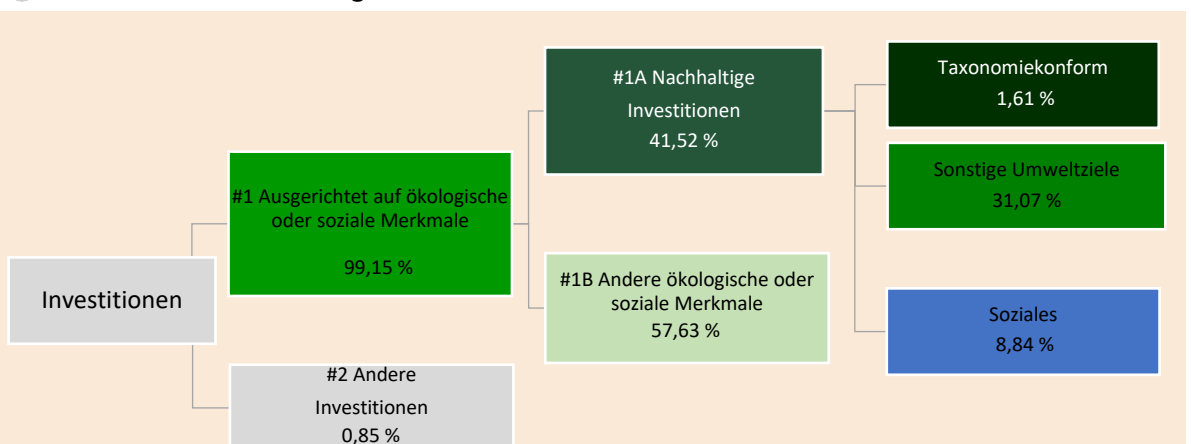 Investitionen
#1 Ausgerichtet auf ökologische
oder soziale Merkmale
99,15 %
#2 Andere
Investitionen
0,85 %
#1A Nachhaltige
Investitionen
41,52 %
#1B Andere ökologische oder
soziale Merkmale
57,63 %
Taxonomiekonform
1,61 %
Sonstige Umweltziele
31,07 %
Soziales
8,84 %